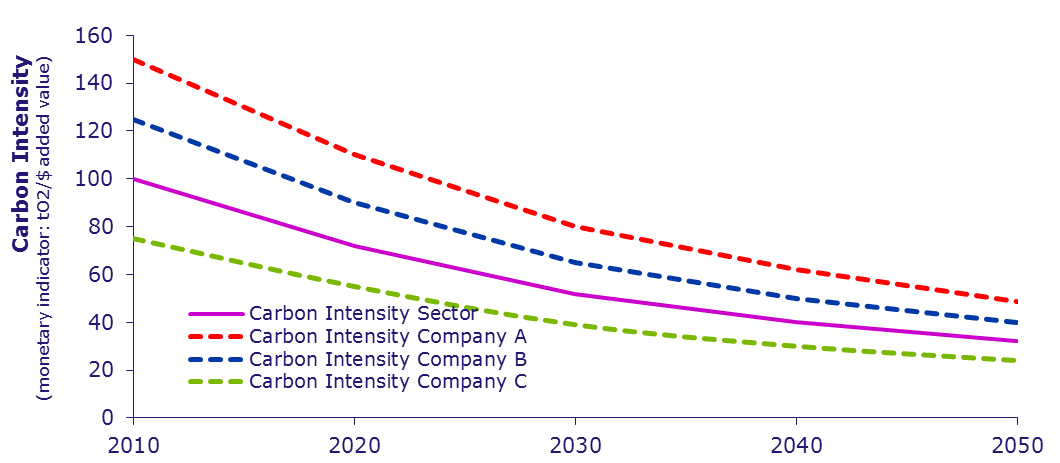 Carbon Intensity
(monetary indicator: tO2/$ added value)
160
140
120
100
80
60
40
20
0
Carbon Intensity Sector
Carbon Intensity Company A
Carbon Intensity Company B
Carbon Intensity Company C
2010 2020 2030 2040 2050